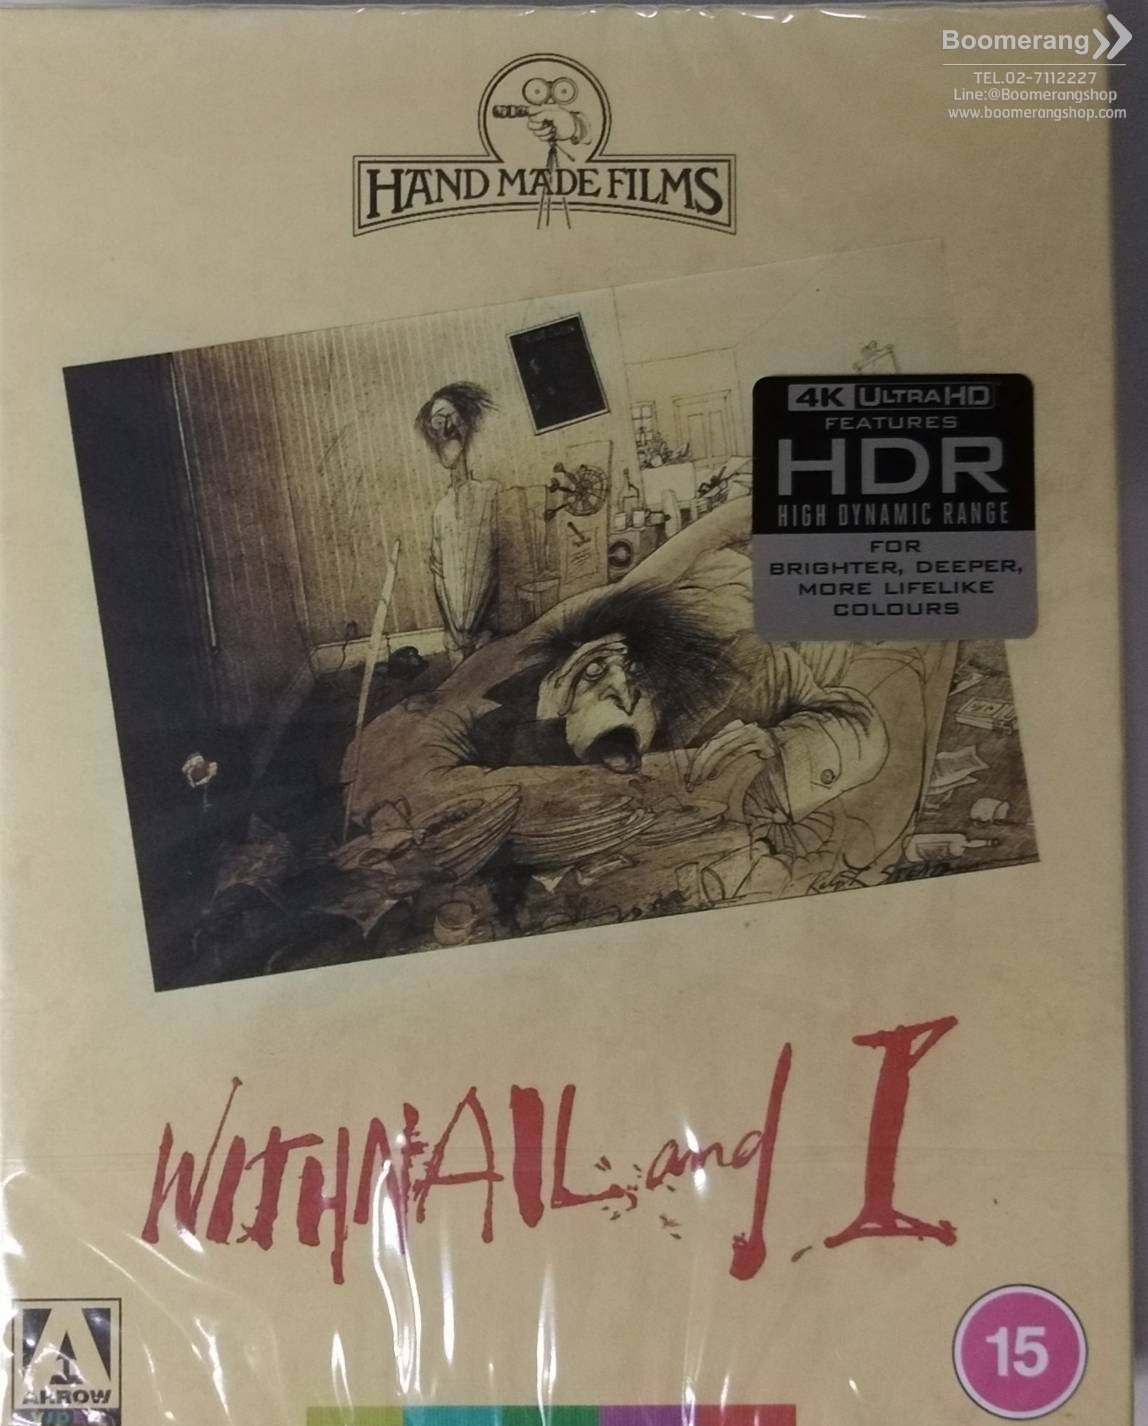 Boomerang
TEL.02-7112227
Line:@Boomerangshop
www.boomerangshop.com
HAND MADE FILMS
4K ULTRA HD
FEATURES
HDR
HIGH DYNAMIC RANGE
FOR
BRIGHTER, DEEPER,
MORE LIFELIKE
COLOURS
WITHNAIL and I
15
ARROW